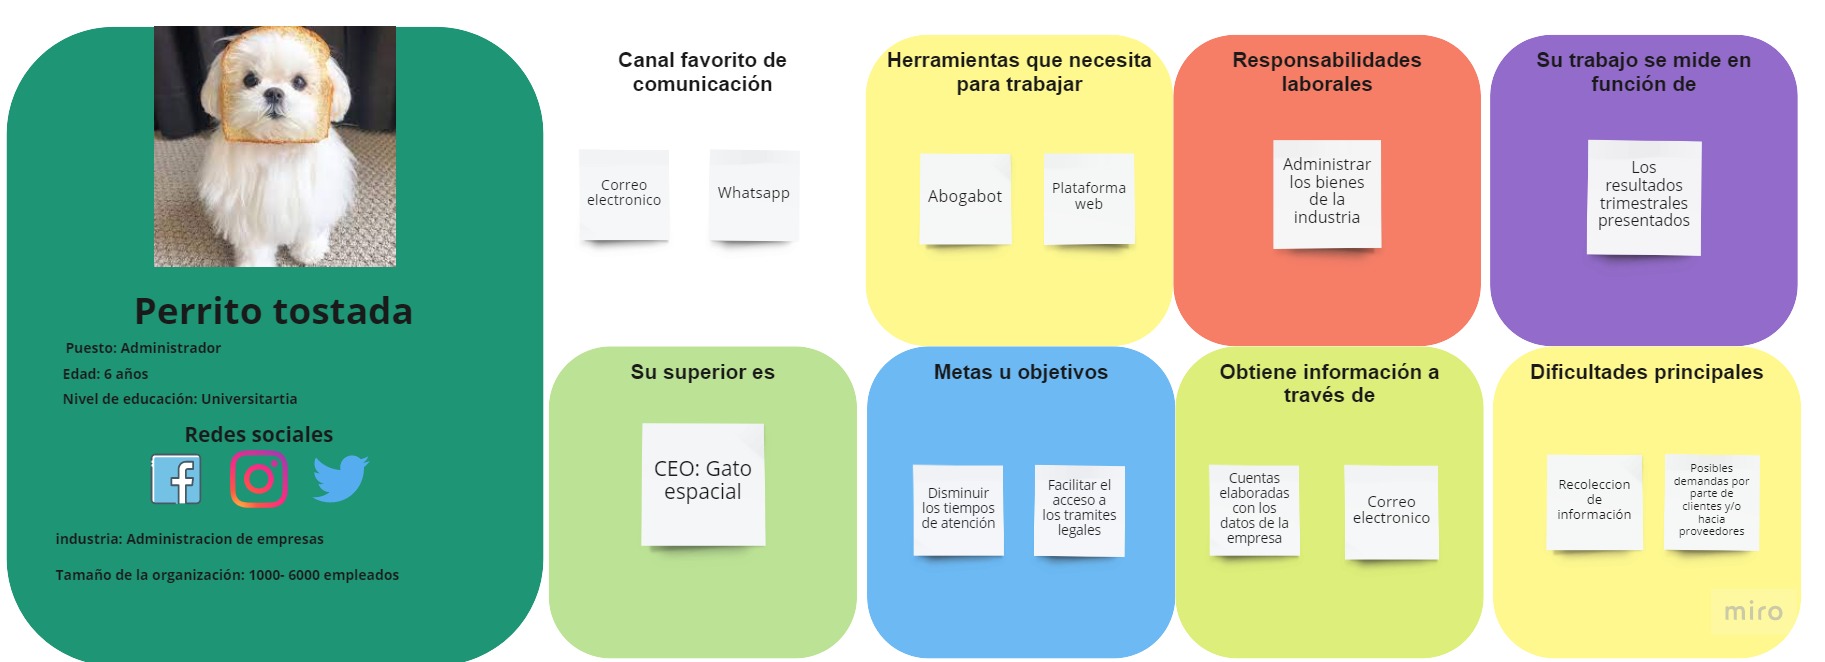 Perrito tostada
Puesto: Administrador
Edad: 6 años
Nivel de educación: Universitartia
Redes sociales
industria: Administracion de empresas
Tamaño de la organización: 1000- 6000 empleados
Canal favorito de
comunicación
Correo
electronico
Whatsapp
Herramientas que necesita
para trabajar
Abogabot
Plataforma
web
Responsabilidades
laborales
Administrar
los bienes
de la
industria
Su trabajo se mide en
función de
Los
resultados
trimestrales
presentados
Su superior es
CEO: Gato
espacial
Metas u objetivos
Disminuir
los tiempos
de atención
Facilitar el
acceso a
los tramites
legales
Obtiene información a
través de
Cuentas
elaboradas
con los
datos de la
empresa
Correo
electronico
Dificultades principales
Recoleccion
de
información
Posibles
demandas por
parte de
clientes y/o
hacia
proveedores
miro